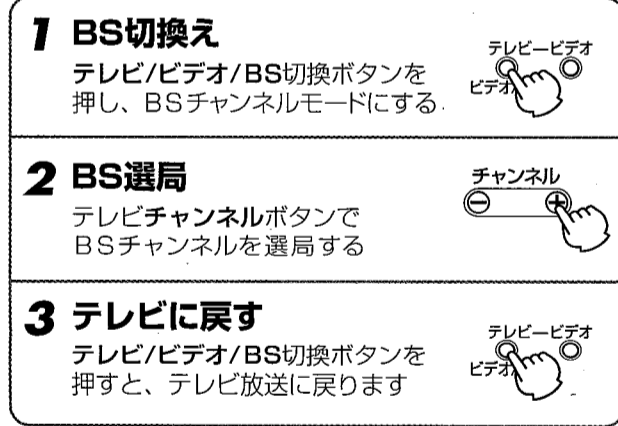 1 BS切換え
テレビ/ビデオ/BS切換ボタンを
押し、BSチャンネルモードにする.
テレビービデオ
ビデオ
2 BS選局
テレビチャンネルボタンで
BSチャンネルを選局する
チャンネル
⊖ ⊕
3 テレビに戻す
テレビ/ビデオ/BS切換ボタンを
押すと、テレビ放送に戻ります
テレビービデオ
ビデオ